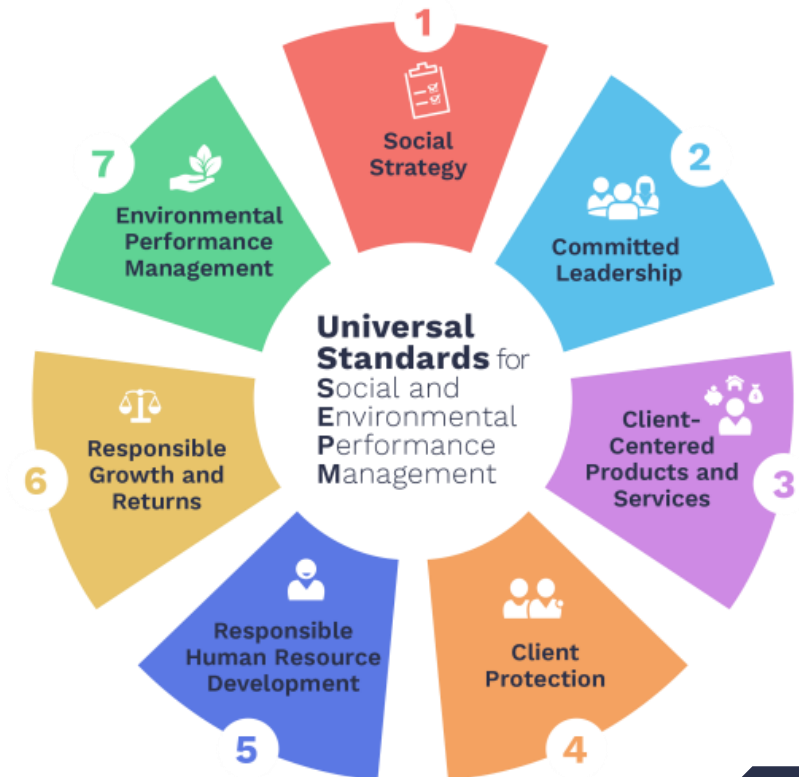 1
Social
Strategy
2
Committed
Leadership
3
Client-
Centered
Products and
Services
4
Client
Protection
5
Responsible
Human Resource
Development
6
Responsible
Growth and
Returns
7
Environmental
Performance
Management
Universal
Standards for
Social and
Environmental
Performance
Management